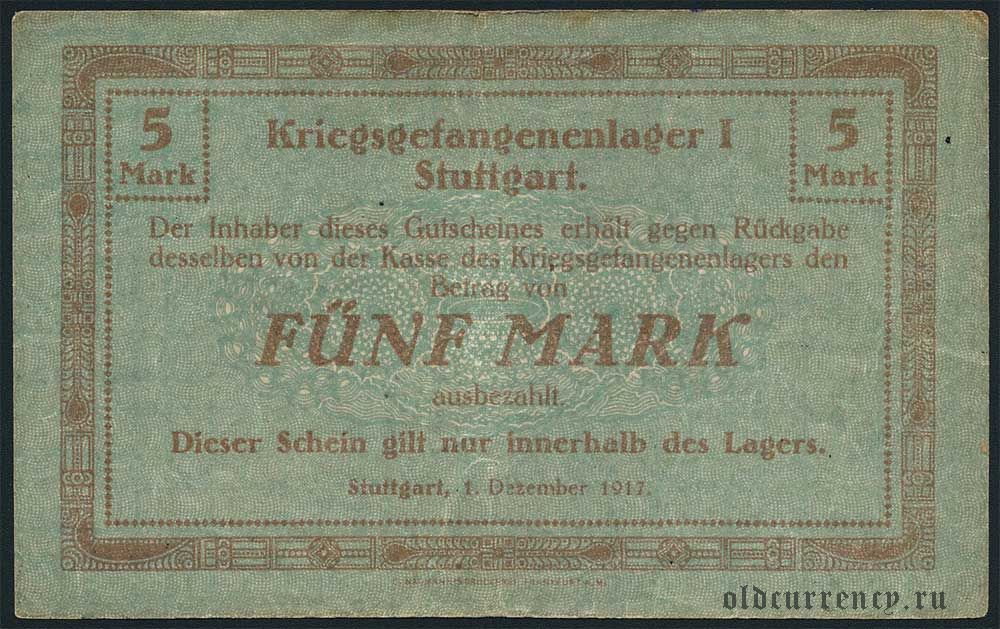 5
Mark
5
Mark
Kriegsgefangenenlager I
Stuttgart.
Der Inhaber dieses Gutscheines erhält gegen Rückgabe
desselben von der Kasse des Kriegsgefangenenlagers den
Betrag von
FÜNF MARK
ausbezahlt.
Dieser Schein gilt nur innerhalb des Lagers.
Stuttgart, 1. Dezember 1917.
FRANKFURT A. M.
oldcurrency.ru